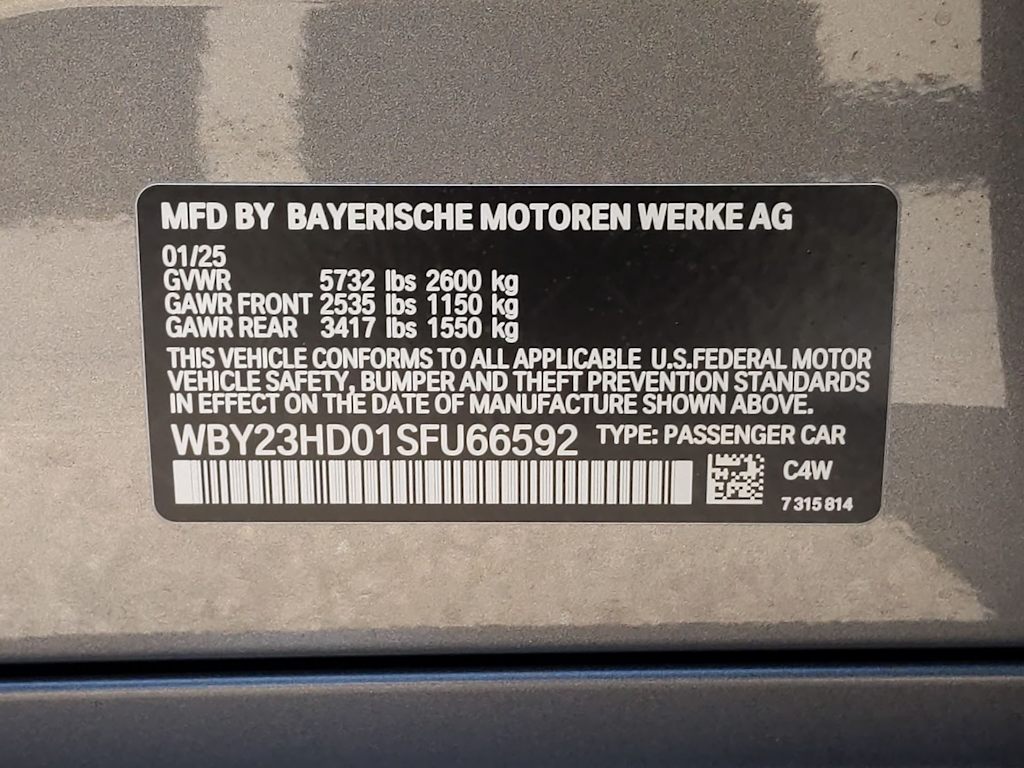 MFD BY BAYERISCHE MOTOREN WERKE AG
01/25
GVWR 5732 lbs 2600 kg
GAWR FRONT 2535 lbs 1150 kg
GAWR REAR 3417 lbs 1550 kg
THIS VEHICLE CONFORMS TO ALL APPLICABLE U.S.FEDERAL MOTOR
VEHICLE SAFETY, BUMPER AND THEFT PREVENTION STANDARDS
IN EFFECT ON THE DATE OF MANUFACTURE SHOWN ABOVE.
WBY23HD01SFU66592 TYPE: PASSENGER CAR
C4W
7 315 814